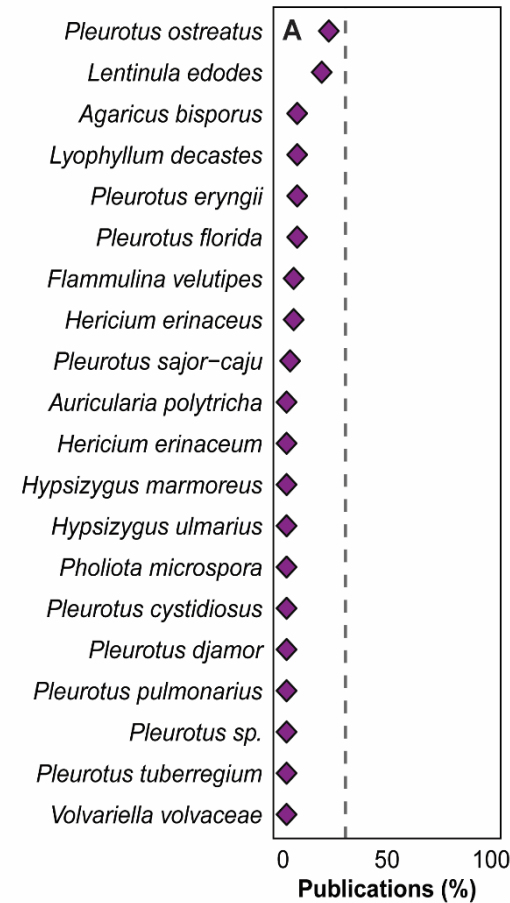 Pleurotus ostreatus A
Lentinula edodes
Agaricus bisporus
Lyophyllum decastes
Pleurotus eryngii
Pleurotus florida
Flammulina velutipes
Hericium erinaceus
Pleurotus sajor−caju
Auricularia polytricha
Hericium erinaceum
Hypsizygus marmoreus
Hypsizygus ulmarius
Pholiota microspora
Pleurotus cystidiosus
Pleurotus djamor
Pleurotus pulmonarius
Pleurotus sp.
Pleurotus tuberregium
Volvariella volvaceae
0 50 100
Publications (%)